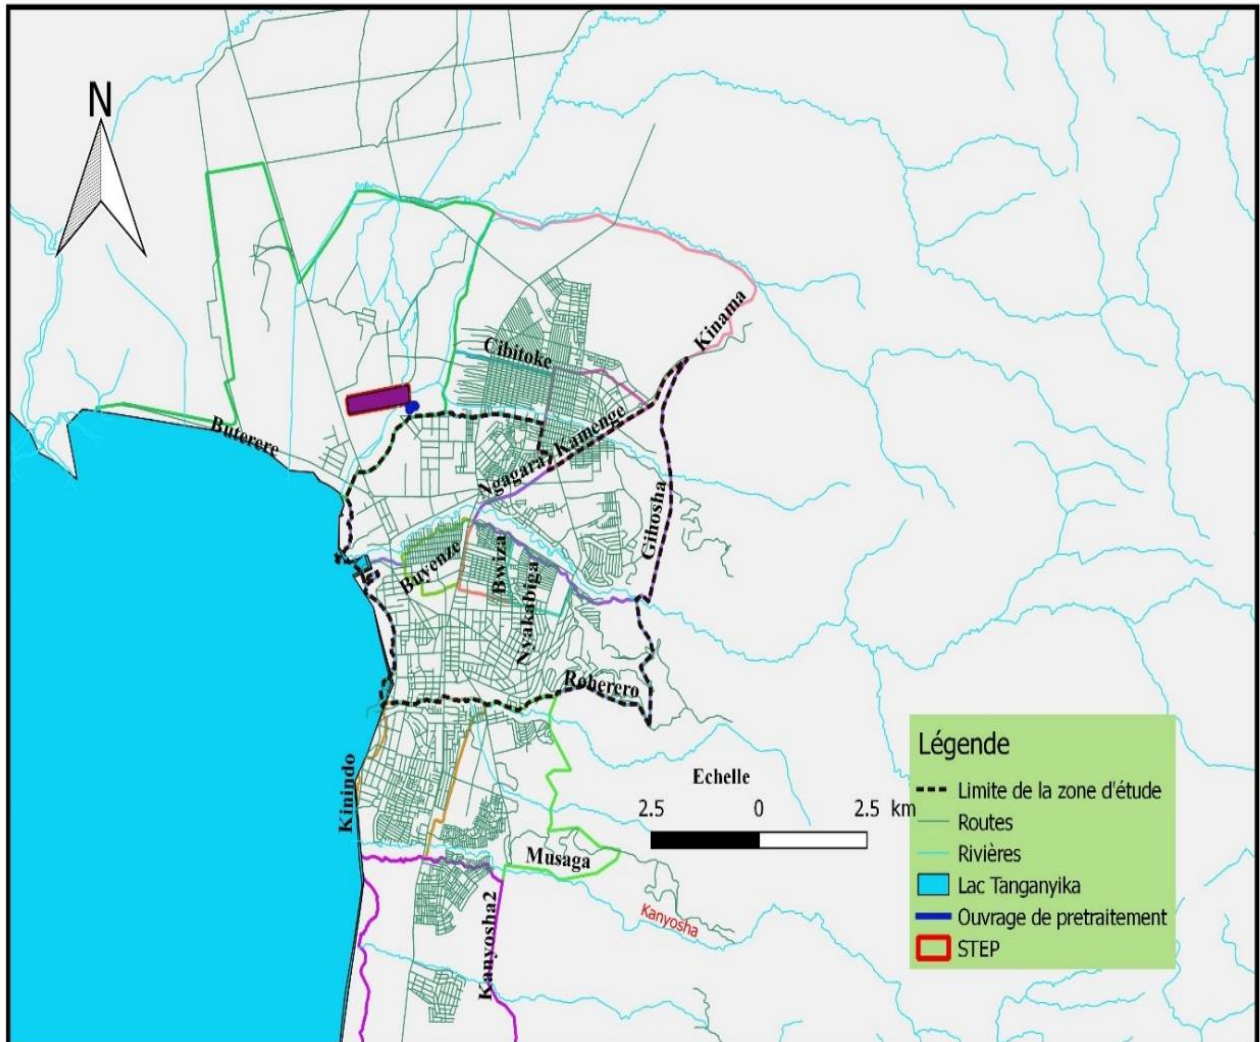 N
Kinama
Cibitoke
Kamenge
Buterere
Ngagara
Gihosha
Buyenze
Bwiza
Nyakabiga
Roherero
Kinindo
Musaga
Kanyosha2
Kanyosha
Echelle
2.5 0 2.5 km
Légende
Limite de la zone d'étude
Routes
Rivières
Lac Tanganyika
Ouvrage de pretraitement
STEP